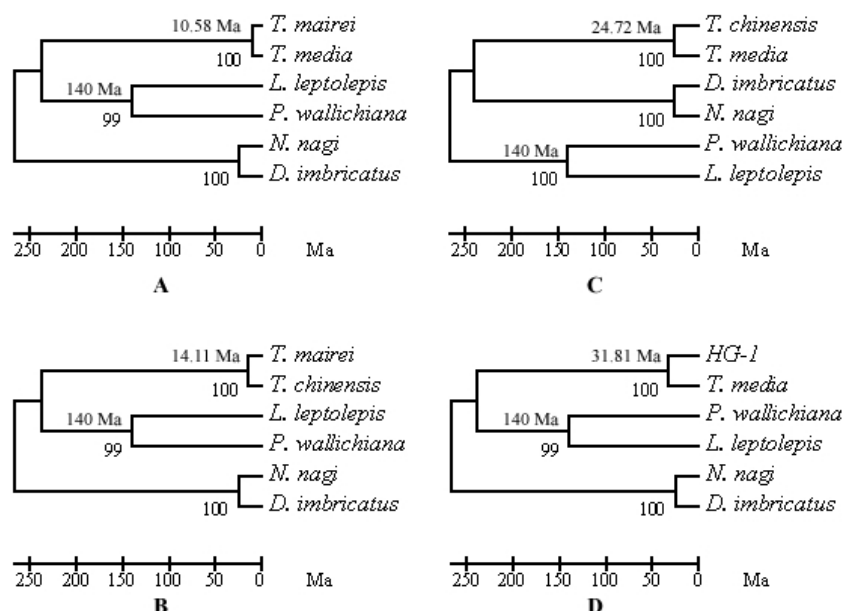 10.58 Ma
T. mairei
T. media
100
L. leptolepis
140 Ma
P. wallichiana
99
N. nagi
D. imbricatus
100
250 200 150 100 50 0 Ma
A
24.72 Ma
T. chinensis
T. media
100
D. imbricatus
N. nagi
100
P. wallichiana
140 Ma
L. leptolepis
100
250 200 150 100 50 0 Ma
C
14.11 Ma
T. mairei
T. chinensis
100
L. leptolepis
140 Ma
P. wallichiana
99
N. nagi
D. imbricatus
100
250 200 150 100 50 0 Ma
B
31.81 Ma
HG-1
T. media
100
P. wallichiana
140 Ma
L. leptolepis
99
N. nagi
D. imbricatus
100
250 200 150 100 50 0 Ma
D